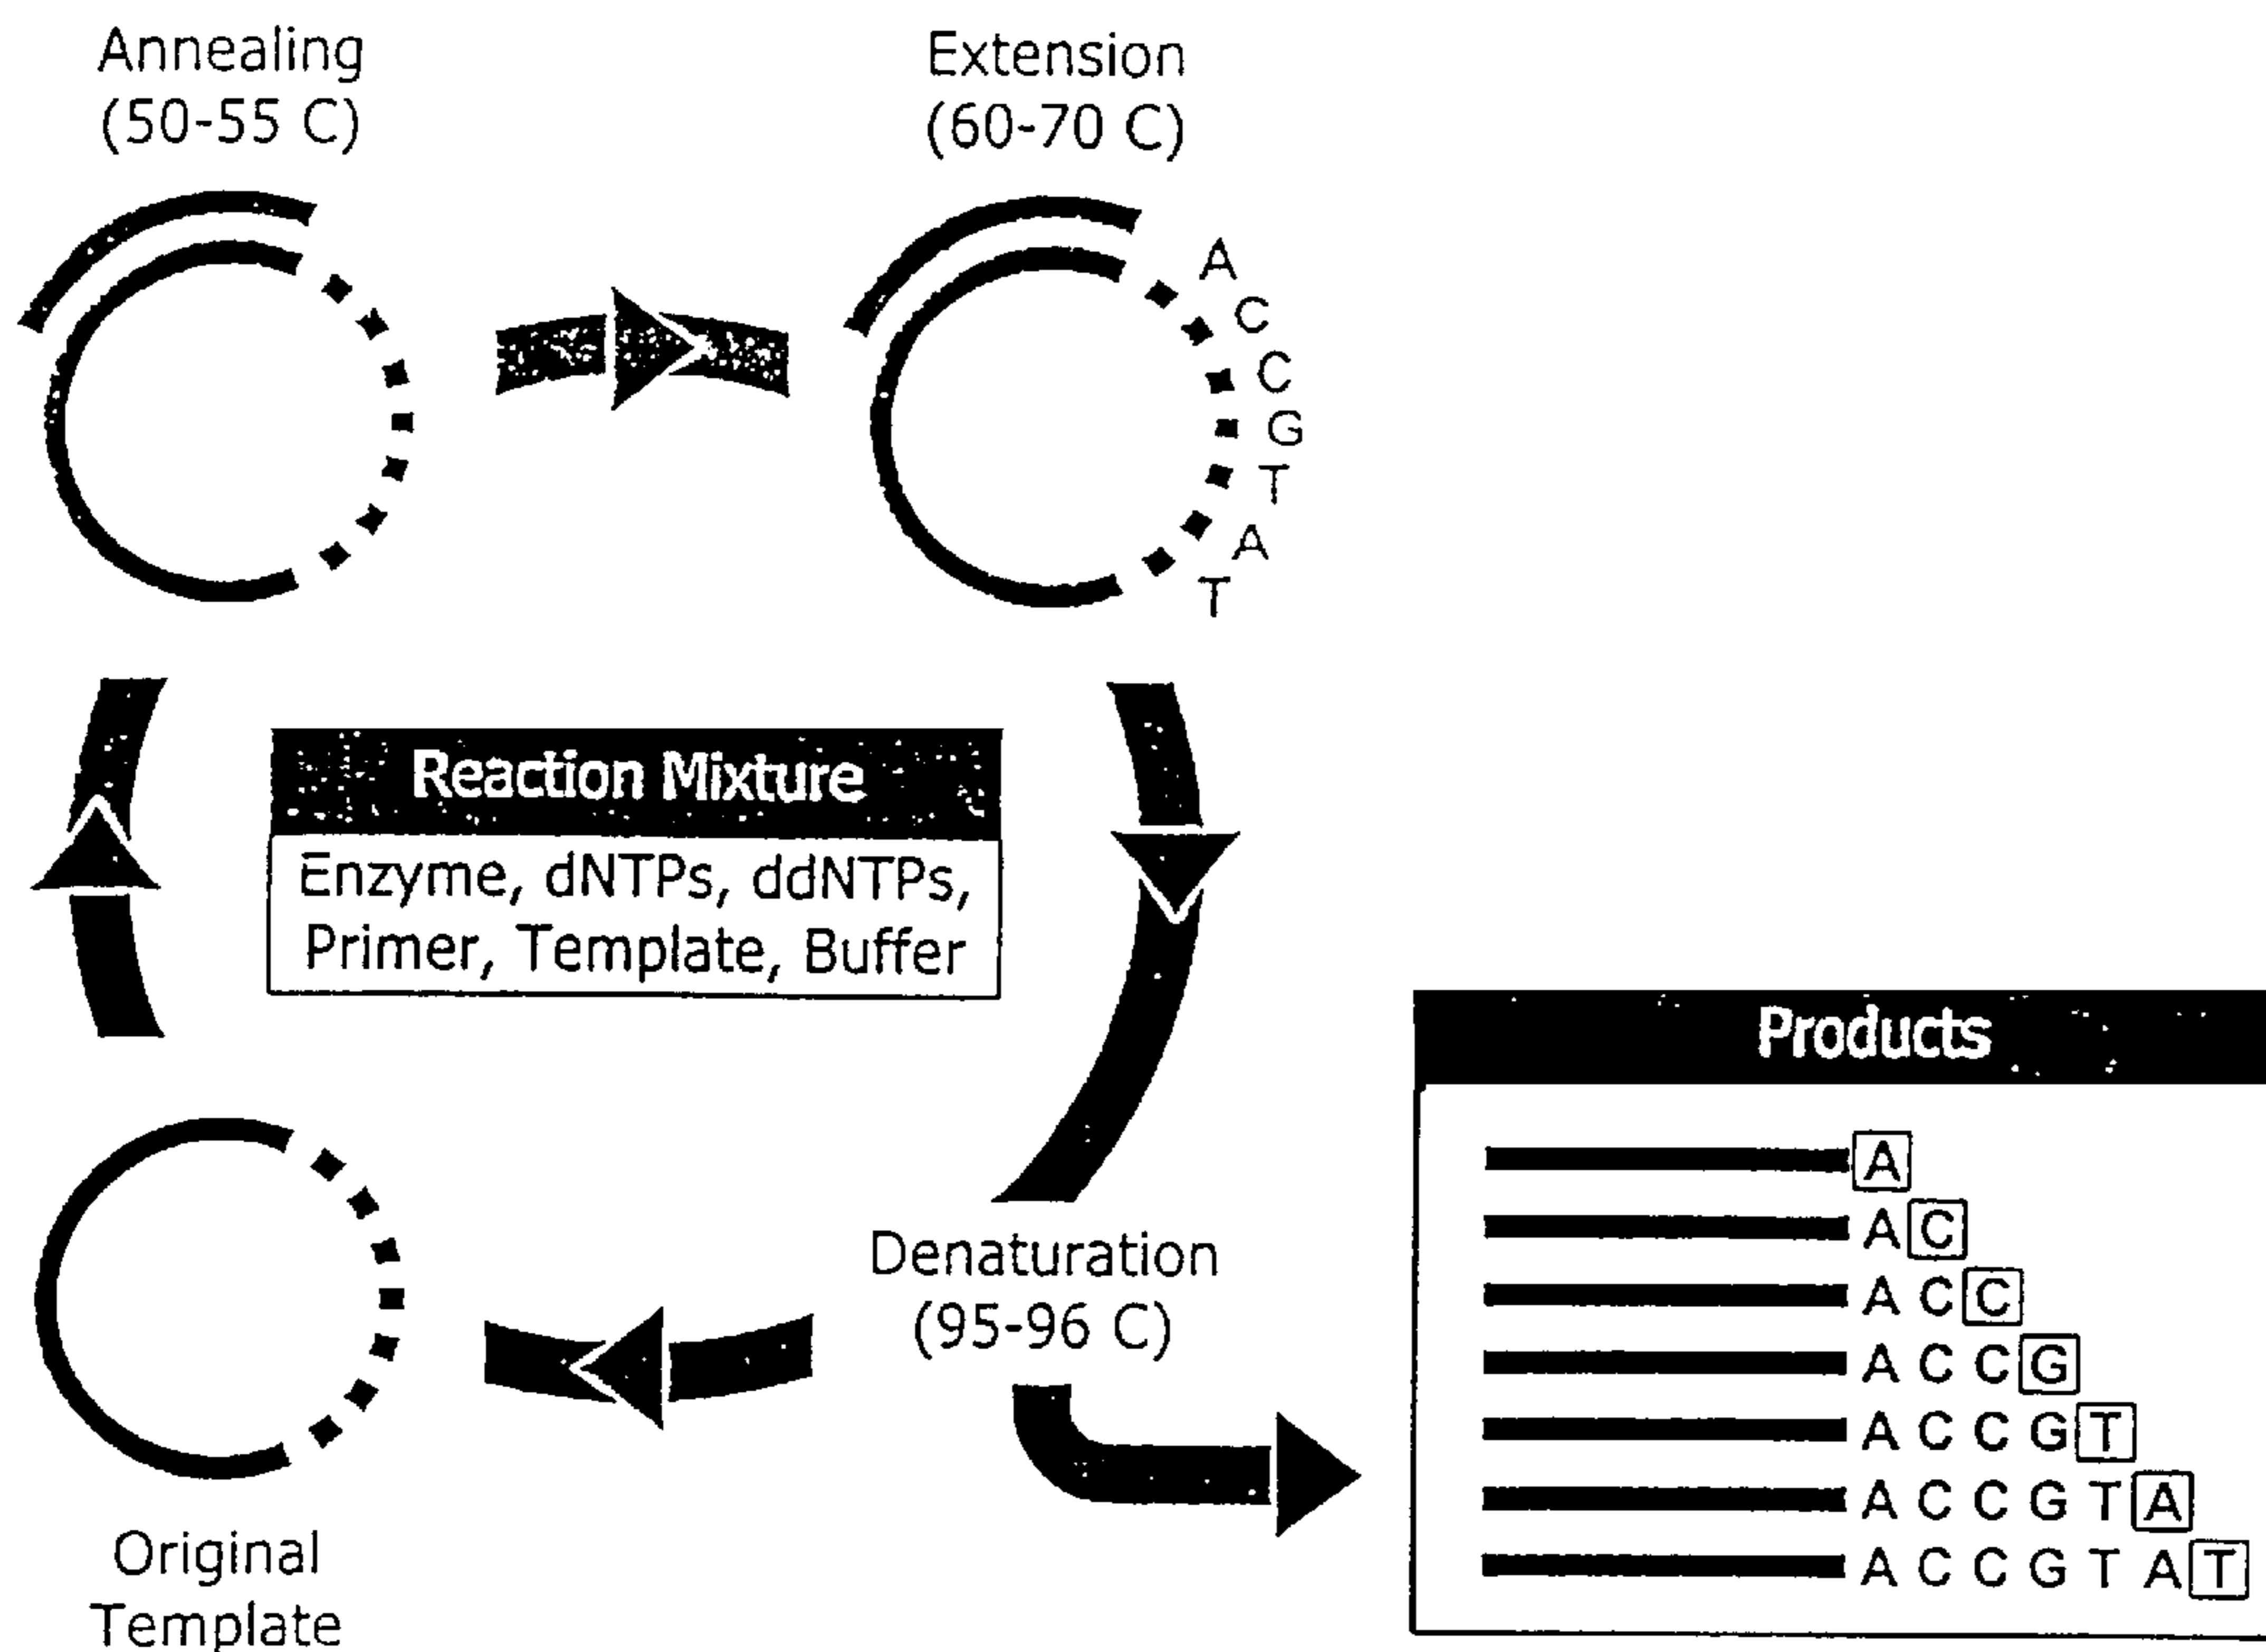 Annealing
(50-55 C)
Extension
(60-70 C)
A
C
C
G
T
A
T
Reaction Mixture
Enzyme, dNTPs, ddNTPs,
Primer, Template, Buffer
Denaturation
(95-96 C)
Original
Template
Products
A
A C
A C C
A C C G
A C C G T
A C C G T A
A C C G T A T